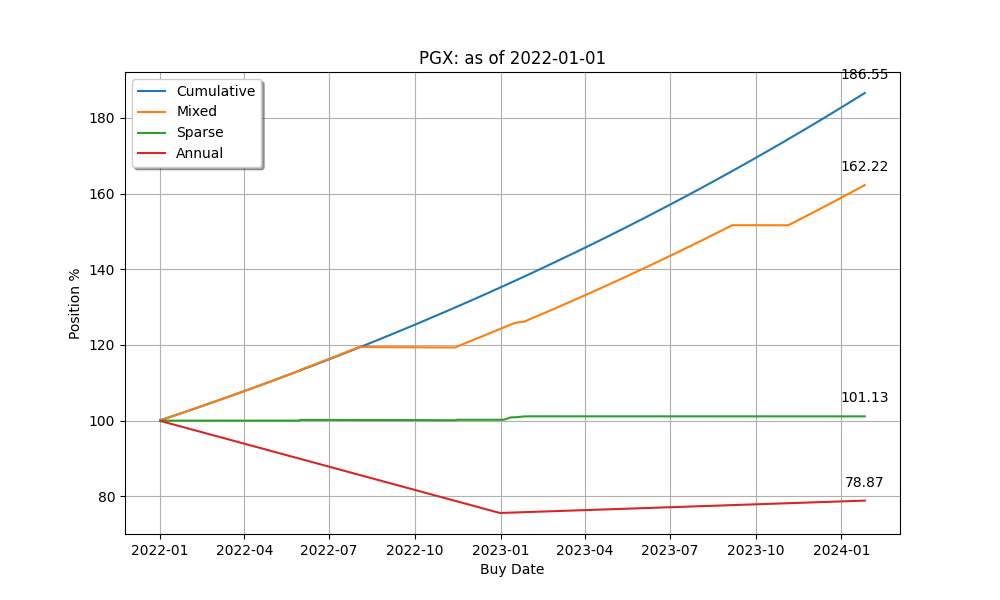 PGX: as of 2022-01-01
186.55
Cumulative
Mixed
Sparse
Annual
162.22
101.13
78.87
180
160
140
120
100
80
Position %
2022-01 2022-04 2022-07 2022-10 2023-01 2023-04 2023-07 2023-10 2024-01
Buy Date